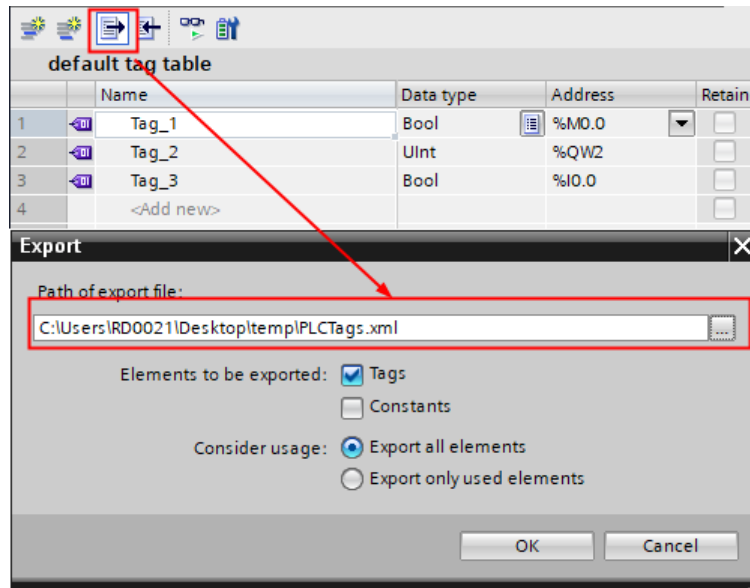 default tag table
Name Data type Address Retain
1 Tag_1 Bool %M0.0
2 Tag_2 UInt %QW2
3 Tag_3 Bool %I0.0
4 <Add new>
Export
Path of export file:
C:\Users\RD0021\Desktop\temp\PLCTags.xml ...
Elements to be exported: Tags
Constants
Consider usage: Export all elements
Export only used elements
OK Cancel